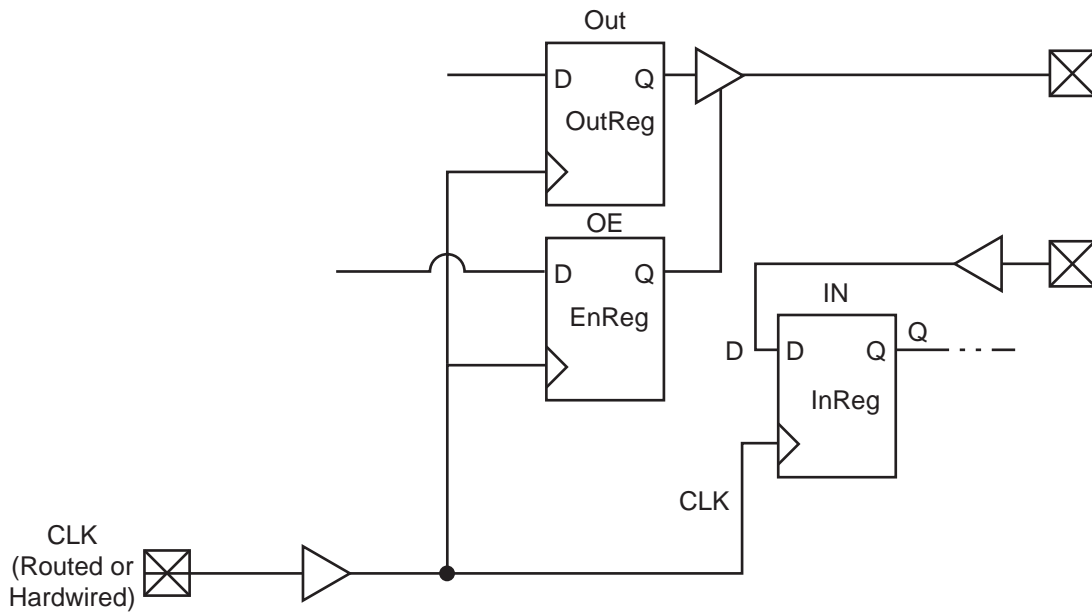 Out
D Q
OutReg
OE
D Q
EnReg
IN
D
D Q
Q
InReg
CLK
CLK
(Routed or
Hardwired)